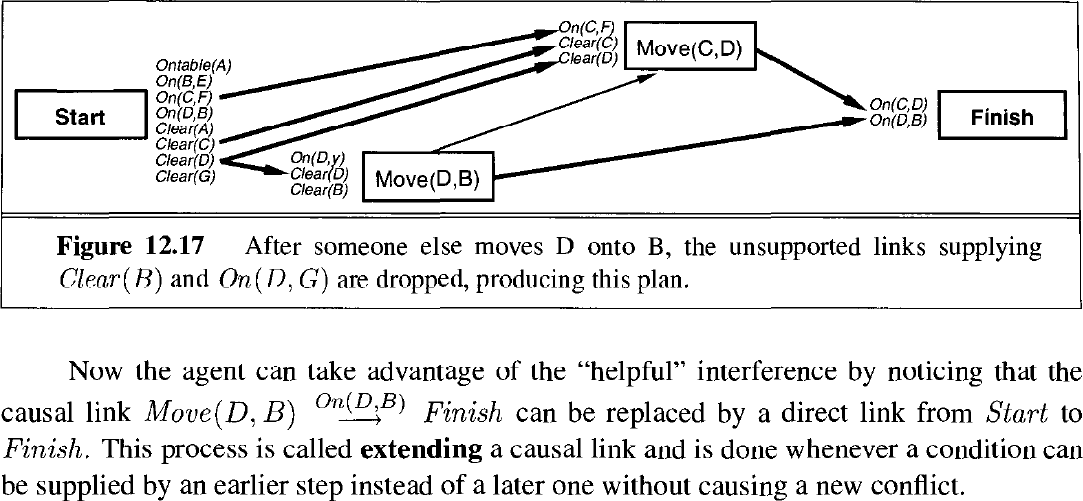 On(C,F)
Clear(C)
Clear(D)
Move(C,D)
Ontable(A)
On(B,E)
On(C,F)
On(D,B)
Clear(A)
Clear(C)
Clear(D)
Clear(G)
Start
On(D,y)
Clear(D)
Clear(B)
Move(D,B)
On(C,D)
On(D,B)
Finish
Figure 12.17 After someone else moves D onto B, the unsupported links supplying
Clear(B) and On(D, G) are dropped, producing this plan.
Now the agent can take advantage of the “helpful” interference by noticing that the
causal link Move(D, B) On(D,B) → Finish can be replaced by a direct link from Start to
Finish. This process is called extending a causal link and is done whenever a condition can
be supplied by an earlier step instead of a later one without causing a new conflict.